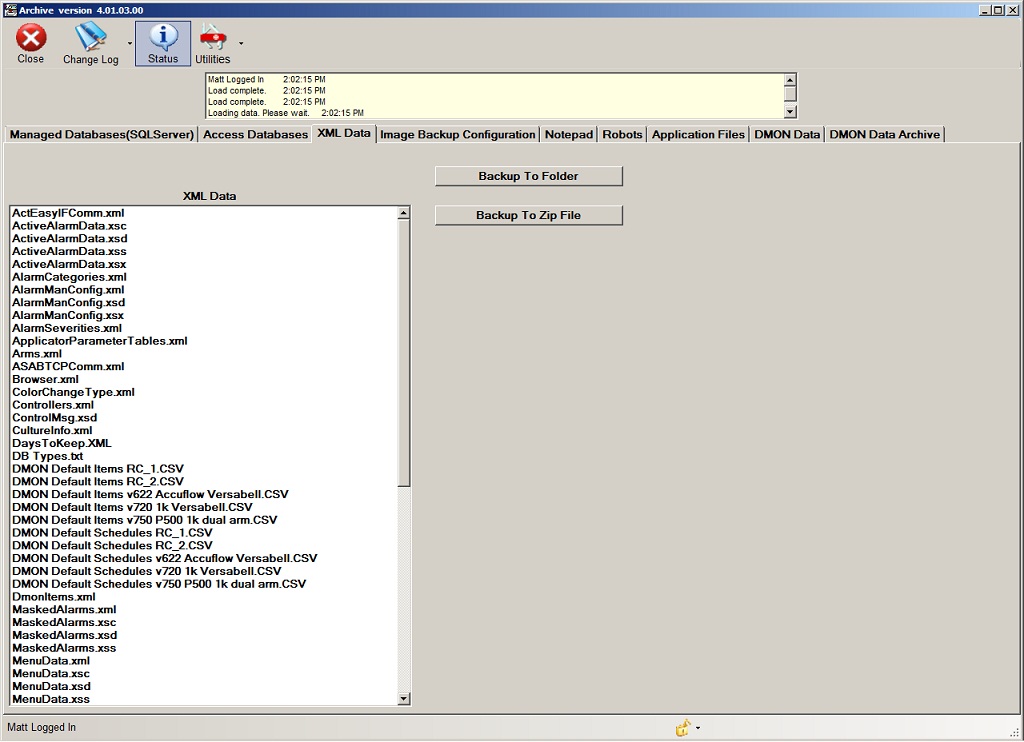 Archive version 4.01.03.00
Close
Change Log
Status
Utilities
Matt Logged In 2:02:15 PM
Load complete. 2:02:15 PM
Load complete. 2:02:15 PM
Loading data. Please wait. 2:02:15 PM
Managed Databases(SQLServer) Access Databases XML Data Image Backup Configuration Notepad Robots Application Files DMON Data DMON Data Archive
Backup To Folder
XML Data
Backup To Zip File
ActEasyIFComm.xml
ActiveAlarmData.xsc
ActiveAlarmData.xsd
ActiveAlarmData.xss
ActiveAlarmData.xsx
AlarmCategories.xml
AlarmManConfig.xml
AlarmManConfig.xsd
AlarmManConfig.xsx
AlarmSeverities.xml
ApplicatorParameterTables.xml
Arms.xml
ASABTCPComm.xml
Browser.xml
ColorChangeType.xml
Controllers.xml
ControlMsg.xsd
CultureInfo.xml
DaysToKeep.XML
DB Types.txt
DMON Default Items RC_1.CSV
DMON Default Items RC_2.CSV
DMON Default Items v622 Accuflow Versabell.CSV
DMON Default Items v720 1k Versabell.CSV
DMON Default Items v750 P500 1k dual arm.CSV
DMON Default Schedules RC_1.CSV
DMON Default Schedules RC_2.CSV
DMON Default Schedules v622 Accuflow Versabell.CSV
DMON Default Schedules v720 1k Versabell.CSV
DMON Default Schedules v750 P500 1k dual arm.CSV
DmonItems.xml
MaskedAlarms.xml
MaskedAlarms.xsc
MaskedAlarms.xsd
MaskedAlarms.xss
MenuData.xml
MenuData.xsc
MenuData.xsd
MenuData.xss
Matt Logged In